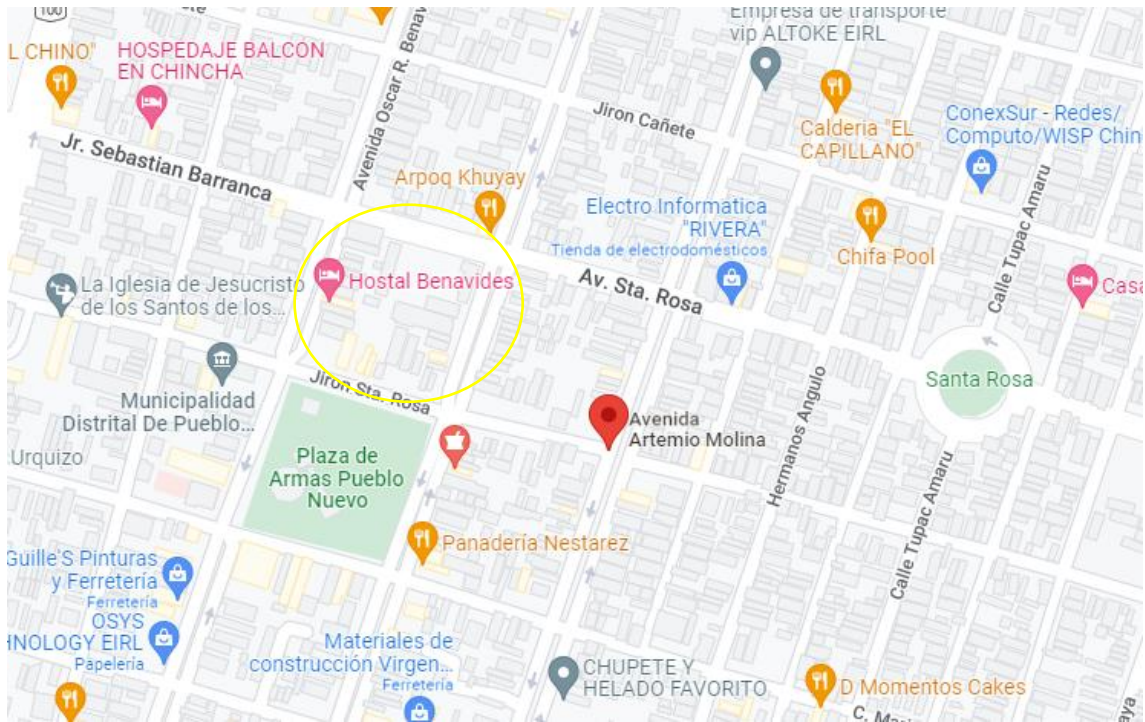 100
Empresa de transporte
vip ALTOKE EIRL
L CHINO"
HOSPEDAJE BALCON
EN CHINCHA
Avenida Oscar R. Benav
Jiron Cañete
Calderia "EL
CAPILLANO"
ConexSur - Redes/
Computo/WISP Chin
Jr. Sebastian Barranca
Arpoq Khuyay
Electro Informatica
"RIVERA"
Tienda de electrodomésticos
Chifa Pool
Calle Tupac Amaru
La Iglesia de Jesucristo
de los Santos de los...
Hostal Benavides
Av. Sta. Rosa
Casa
Municipalidad
Distrital De Pueblo...
Jiron Sta. Rosa
Santa Rosa
Avenida
Artemio Molina
Hermanos Angulo
.Urquizo
Plaza de
Armas Pueblo
Nuevo
Calle Tupac Amaru
Panadería Nestarez
Guille'S Pinturas
y Ferretería
Ferretería
OSYS
HNOLOGY EIRL
Papelería
Materiales de
construcción Virgen...
Ferretería
CHUPETE Y
HELADO FAVORITO
D Momentos Cakes